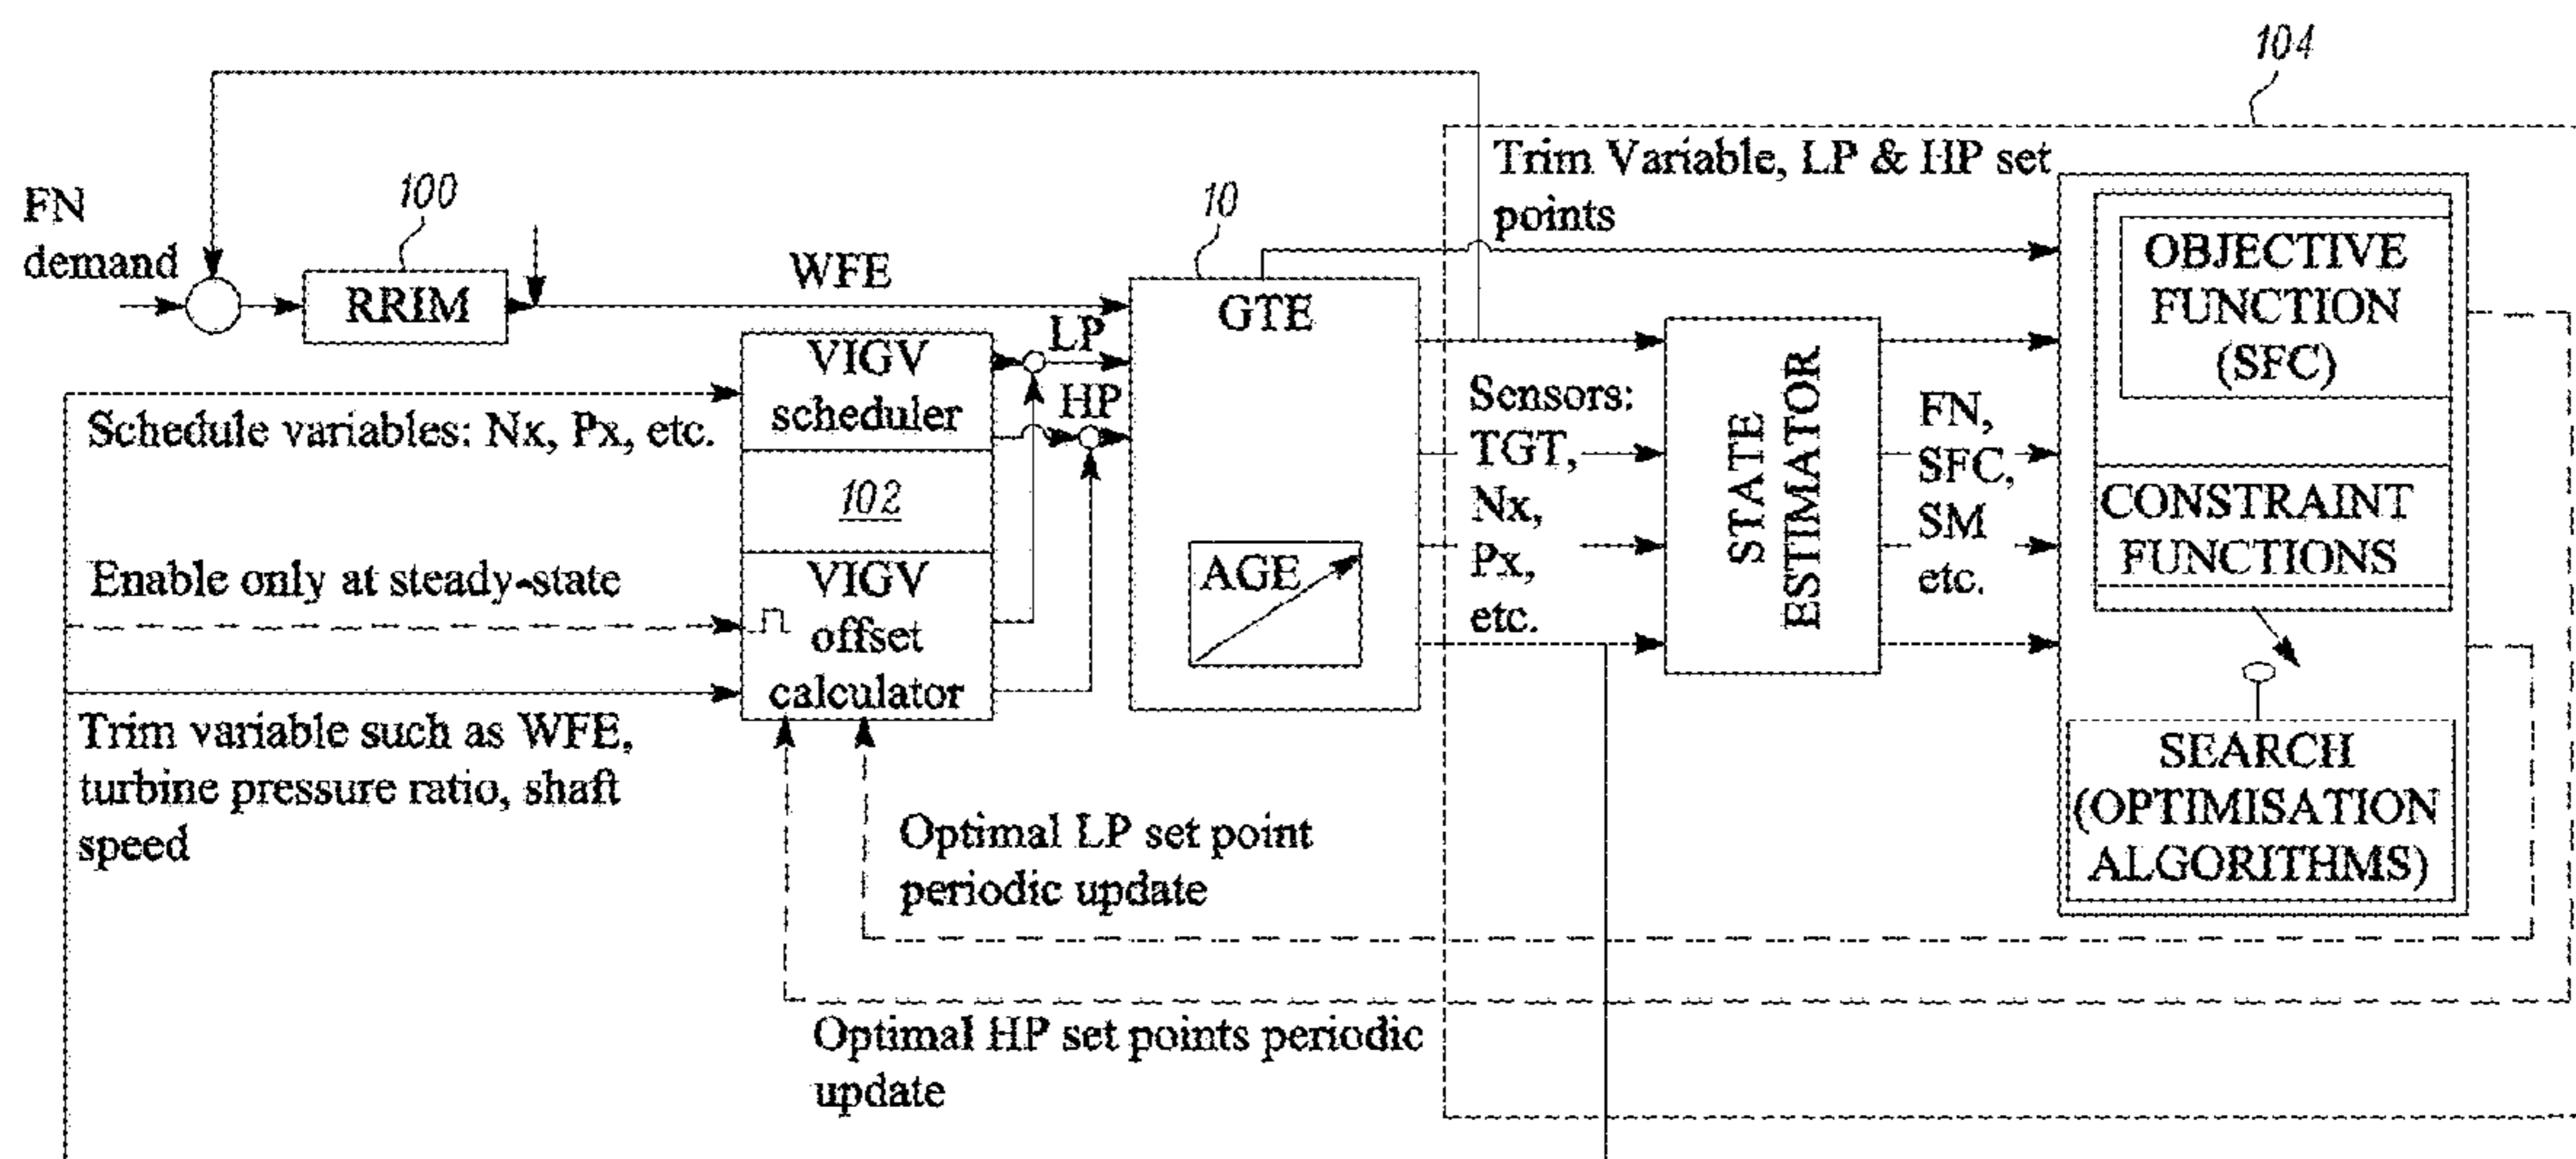 104
FN
demand
100
RRIM
WFE
10
GTE
AGE
Trim Variable, LP & HP set
points
LP
HP
VIGV
scheduler
102
VIGV
offset
calculator
Schedule variables: Nx, Px, etc.
Enable only at steady-state
Trim variable such as WFE,
turbine pressure ratio, shaft
speed
Sensors:
TGT,
Nx,
Px,
etc.
STATE
ESTIMATOR
FN,
SFC,
SM
etc.
OBJECTIVE
FUNCTION
(SFC)
CONSTRAINT
FUNCTIONS
SEARCH
(OPTIMISATION
ALGORITHMS)
Optimal LP set point
periodic update
Optimal HP set points periodic
update